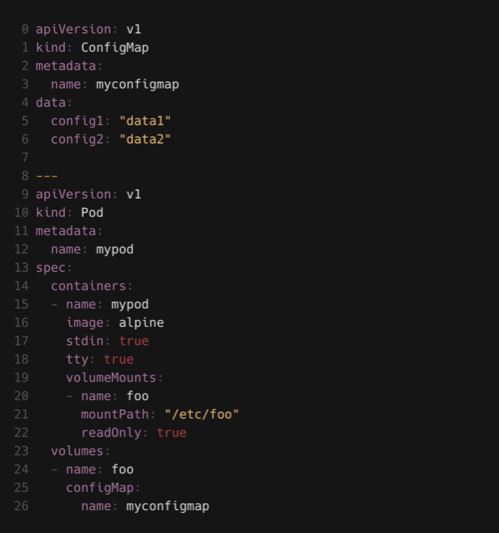 0 apiVersion: v1
1 kind: ConfigMap
2 metadata:
3   name: myconfigmap
4 data:
5   config1: "data1"
6   config2: "data2"
7
8 ---
9 apiVersion: v1
10 kind: Pod
11 metadata:
12   name: mypod
13 spec:
14   containers:
15   - name: mypod
16     image: alpine
17     stdin: true
18     tty: true
19     volumeMounts:
20     - name: foo
21       mountPath: "/etc/foo"
22       readOnly: true
23   volumes:
24   - name: foo
25     configMap:
26       name: myconfigmap